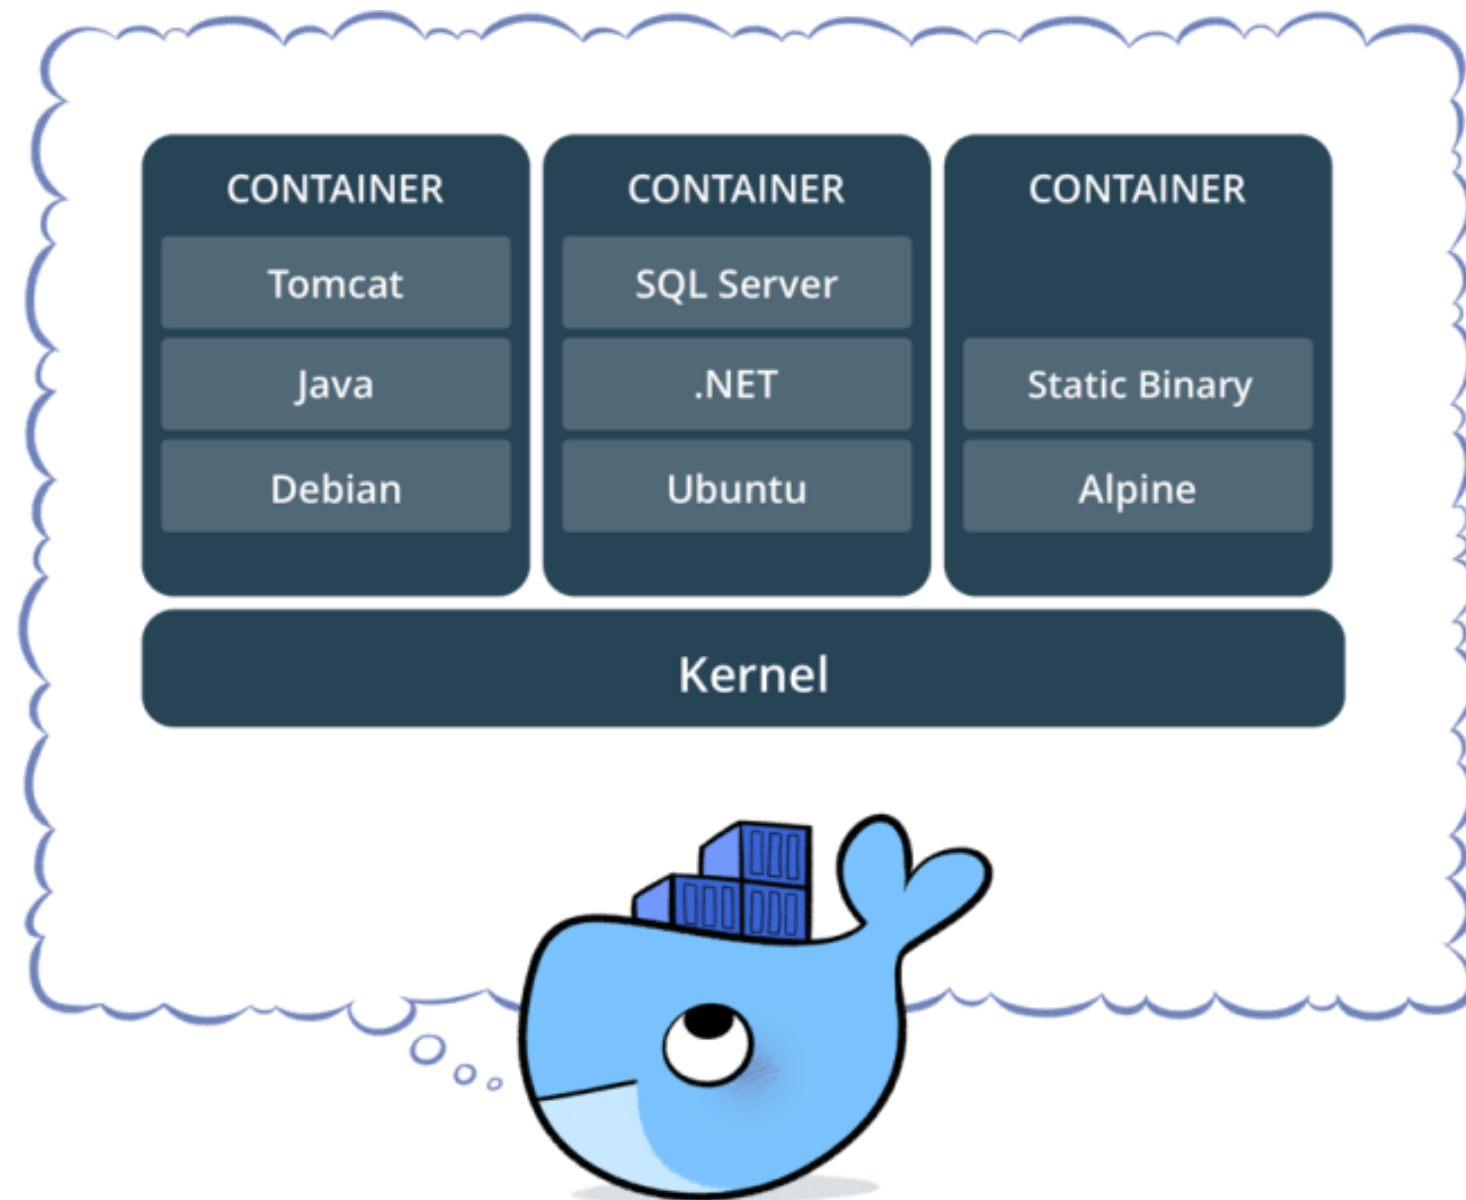 CONTAINER
Tomcat
Java
Debian
CONTAINER
SQL Server
.NET
Ubuntu
CONTAINER
Static Binary
Alpine
Kernel